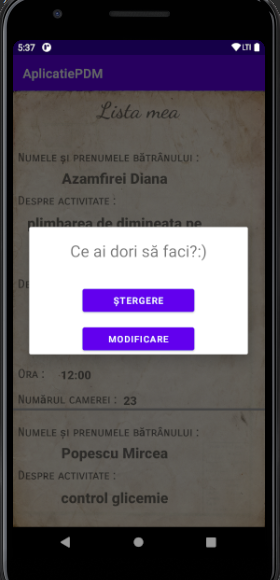 5:37
LTE
AplicatiePDM
Lista mea
Numele și prenumele bătrânului :
Azamfirei Diana
Despre activitate :
plimbarea de dimineata pe
Ce ai dori să faci?:)
De
ȘTERGERE
MODIFICARE
Ora : 12:00
Numărul camerei : 23
Numele și prenumele bătrânului :
Popescu Mircea
Despre activitate :
control glicemie